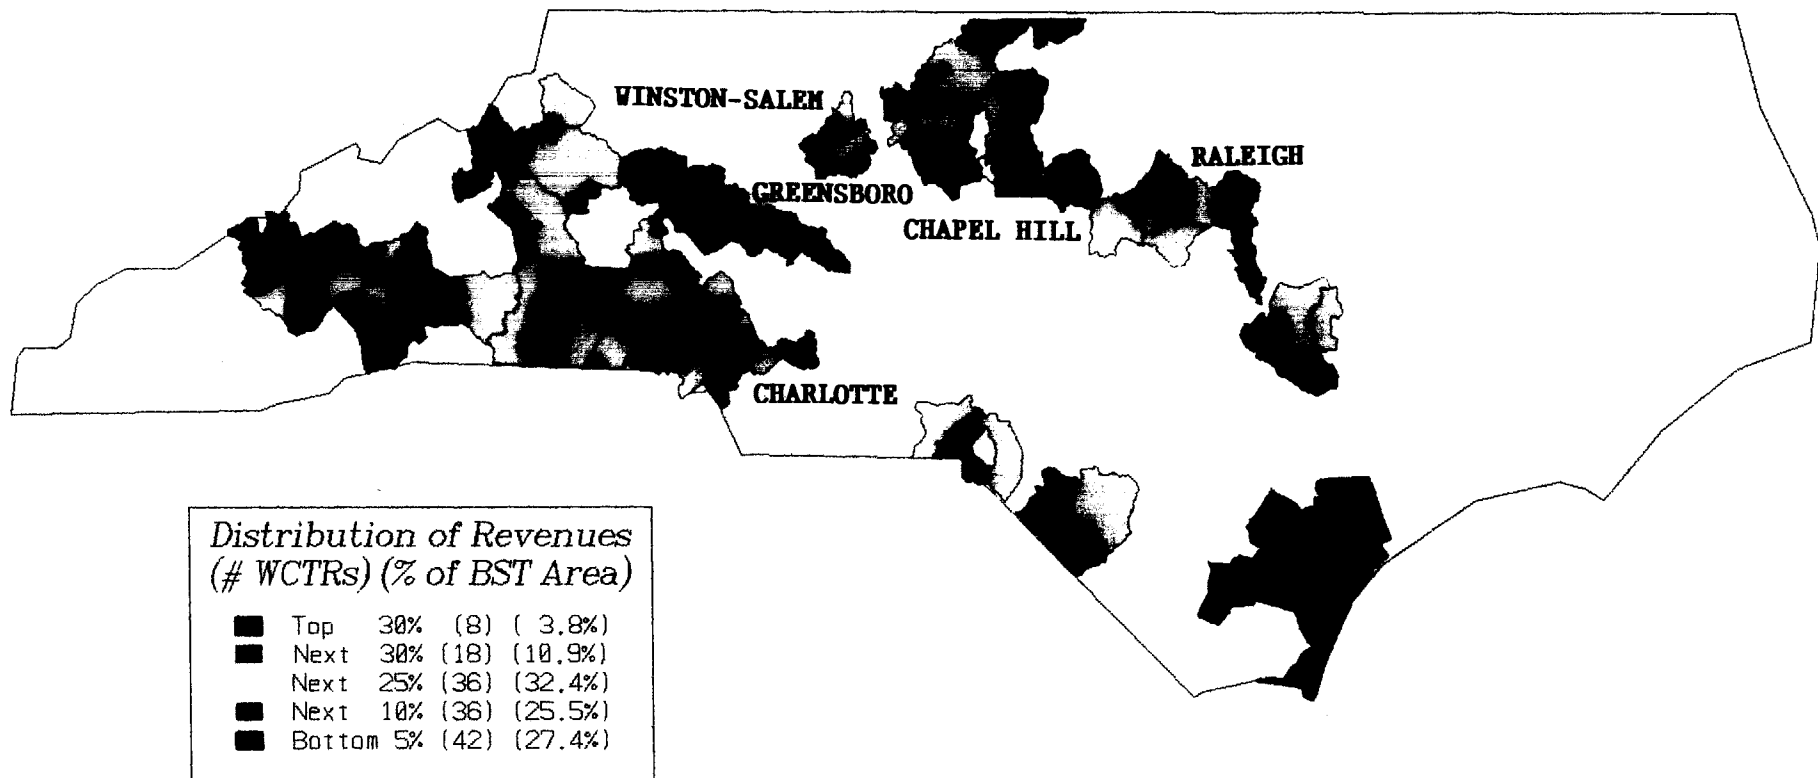 WINSTON-SALEM
RALEIGH
GREENSBORO
CHAPEL HILL
CHARLOTTE
Distribution of Revenues
(# WCTRs) (% of BST Area)
Top 30% (8) ( 3.8%)
Next 30% (18) (10.9%)
Next 25% (36) (32.4%)
Next 10% (36) (25.5%)
Bottom 5% (42) (27.4%)